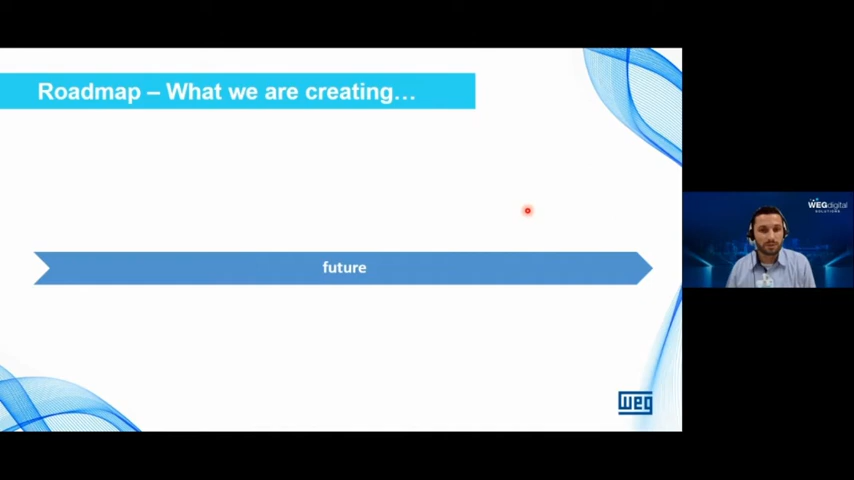 Roadmap – What we are creating…
WEGdigital
SOLUTIONS
future
weg